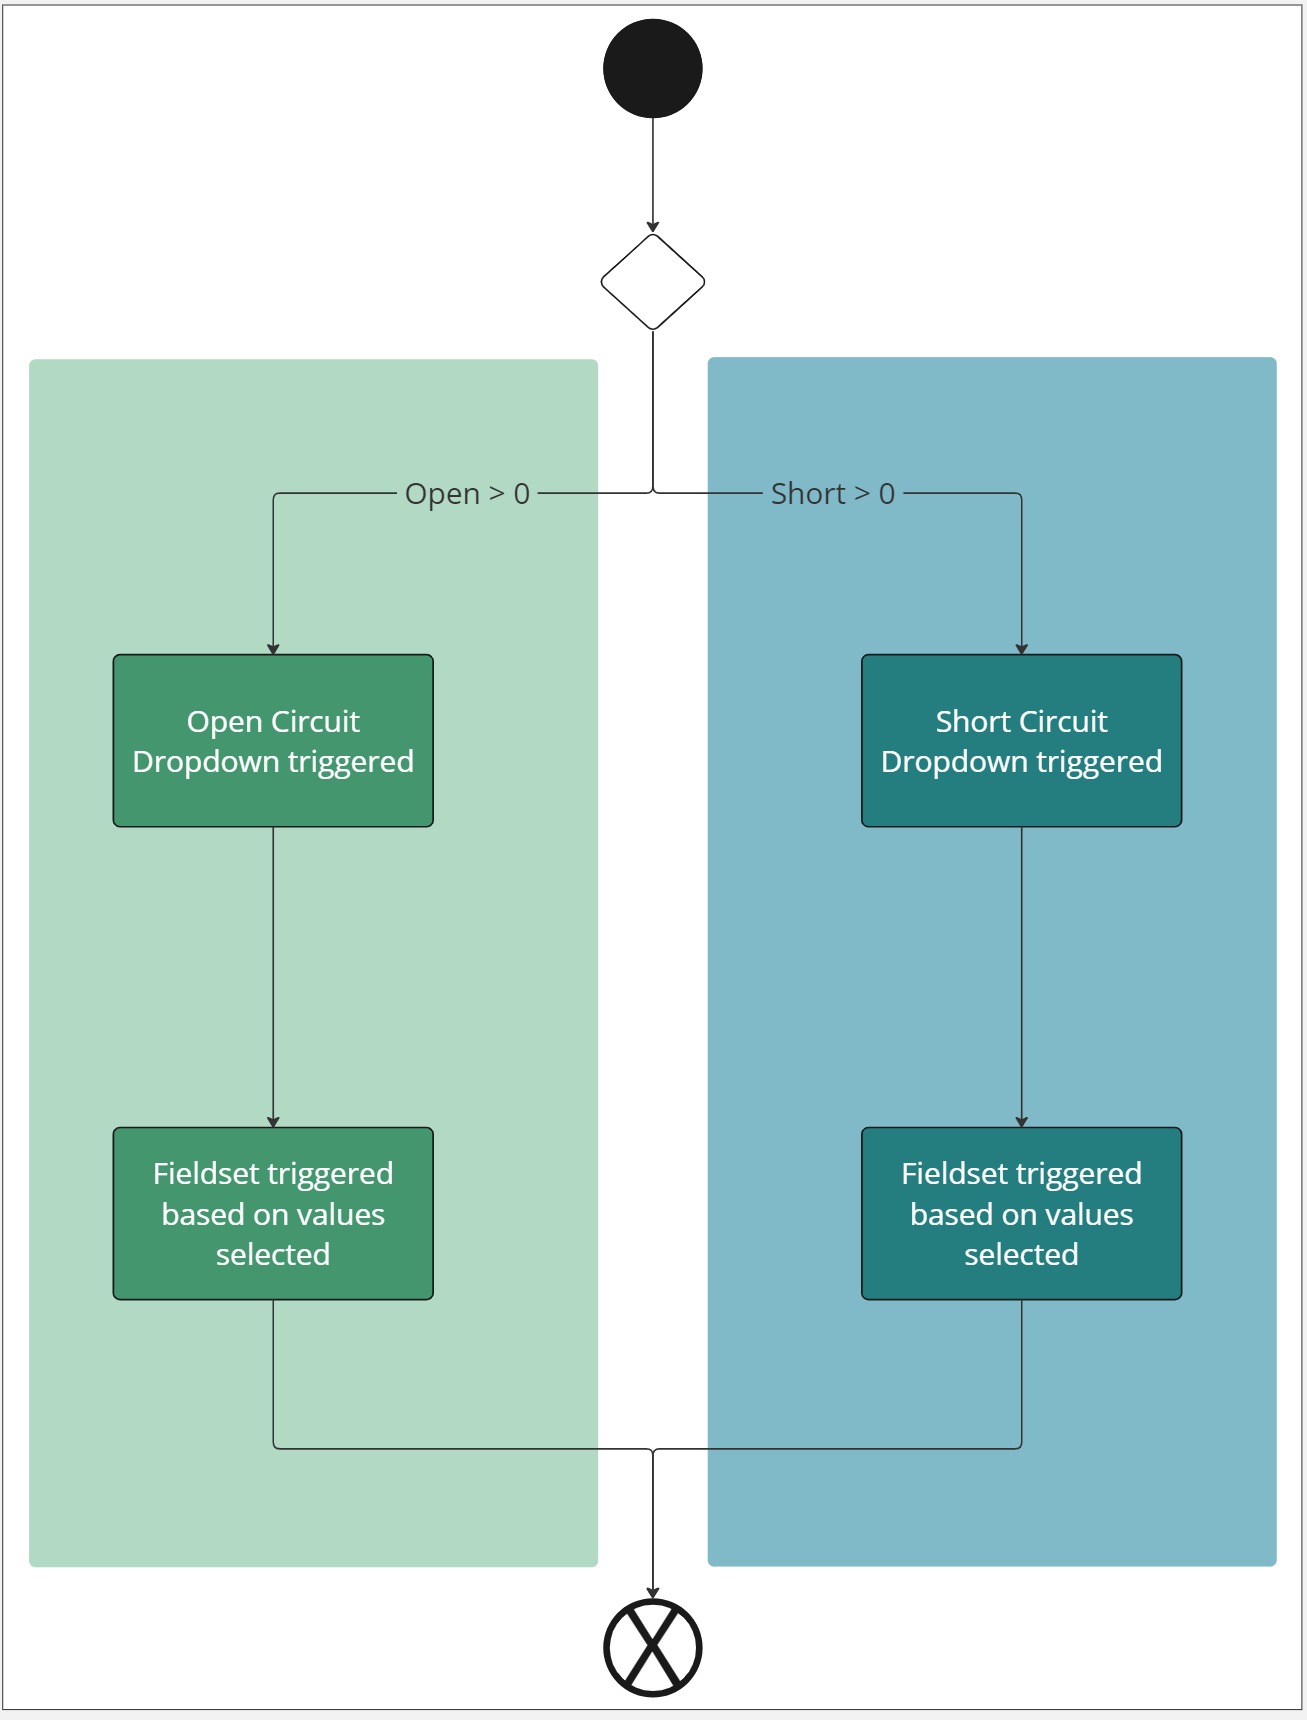 Open > 0
Short > 0
Open Circuit
Dropdown triggered
Short Circuit
Dropdown triggered
Fieldset triggered
based on values
selected
Fieldset triggered
based on values
selected